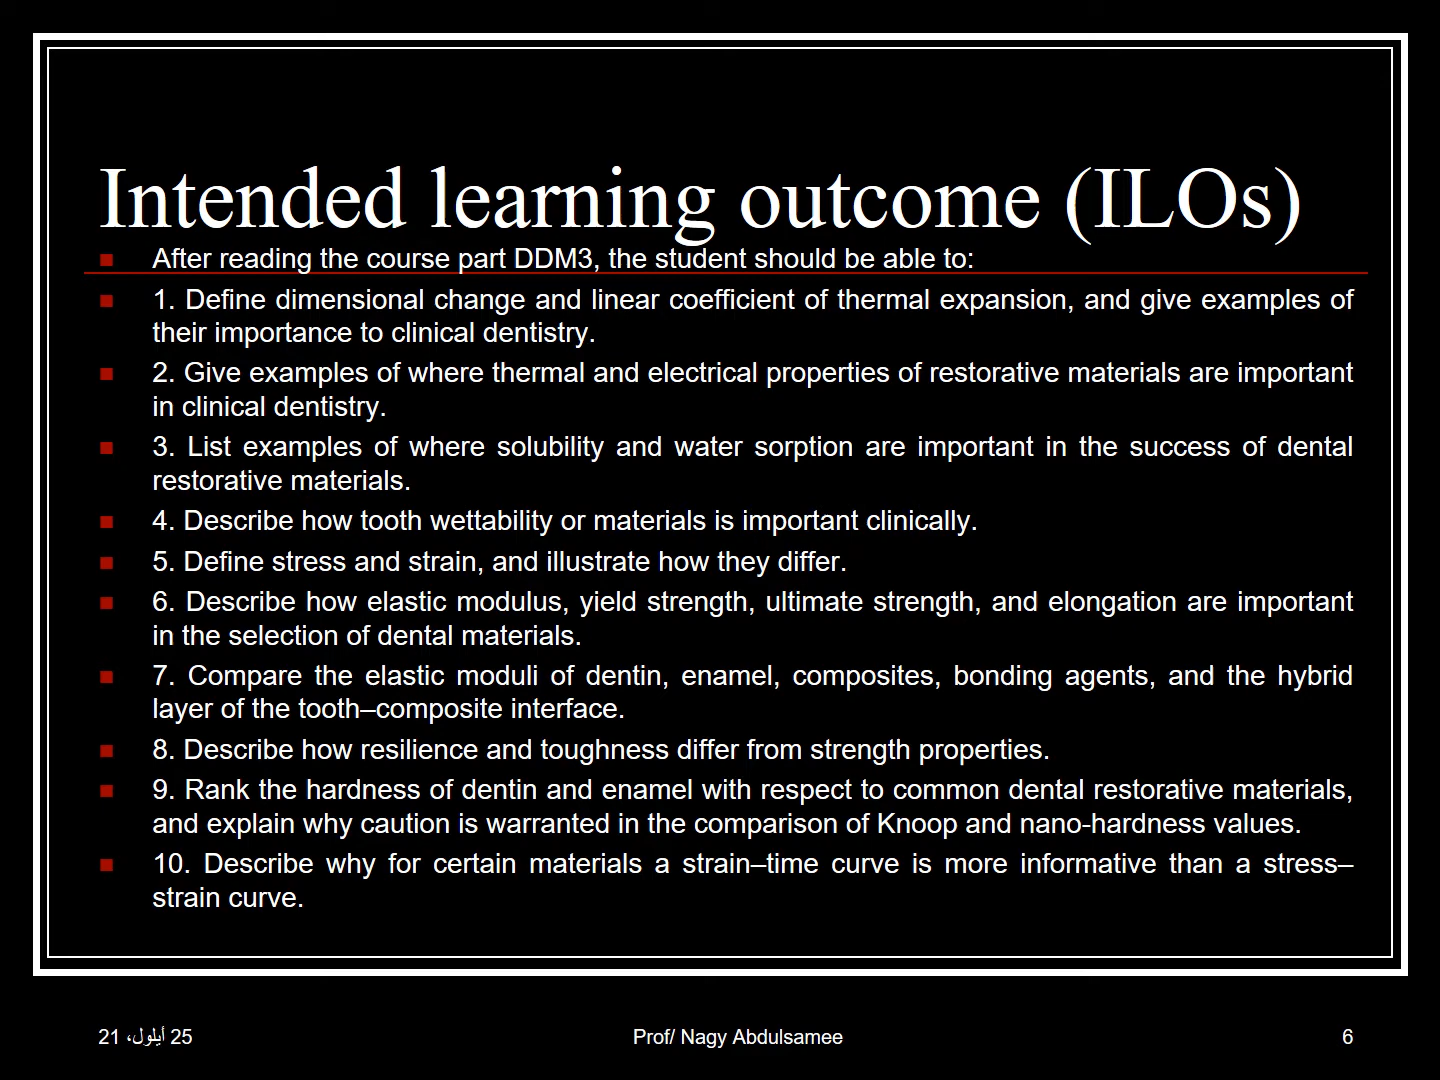 Intended learning outcome (ILOs)
After reading the course part DDM3, the student should be able to:
1. Define dimensional change and linear coefficient of thermal expansion, and give examples of
their importance to clinical dentistry.
2. Give examples of where thermal and electrical properties of restorative materials are important
in clinical dentistry.
3. List examples of where solubility and water sorption are important in the success of dental
restorative materials.
4. Describe how tooth wettability or materials is important clinically.
5. Define stress and strain, and illustrate how they differ.
6. Describe how elastic modulus, yield strength, ultimate strength, and elongation are important
in the selection of dental materials.
7. Compare the elastic moduli of dentin, enamel, composites, bonding agents, and the hybrid
layer of the tooth–composite interface.
8. Describe how resilience and toughness differ from strength properties.
9. Rank the hardness of dentin and enamel with respect to common dental restorative materials,
and explain why caution is warranted in the comparison of Knoop and nano-hardness values.
10. Describe why for certain materials a strain–time curve is more informative than a stress–
strain curve.
25 أيلول، 21
Prof/ Nagy Abdulsamee
6